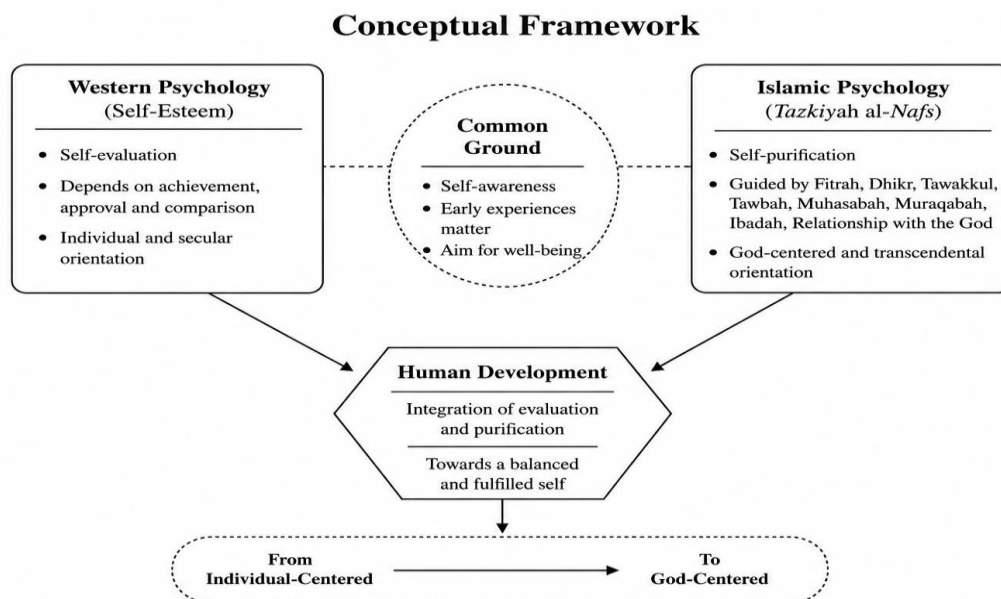 Conceptual Framework
Western Psychology
(Self-Esteem)
• Self-evaluation
• Depends on achievement,
approval and comparison
• Individual and secular
orientation
Common
Ground
• Self-awareness
• Early experiences
matter
• Aim for well-being
Islamic Psychology
(Tazkiyah al-Nafs)
• Self-purification
• Guided by Fitrah, Dhikr, Tawakkul,
Tawbah, Muhasabah, Muraqabah,
Ibadah, Relationship with the God
• God-centered and transcendental
orientation
Human Development
Integration of evaluation
and purification
Towards a balanced
and fulfilled self
From
Individual-Centered
To
God-Centered